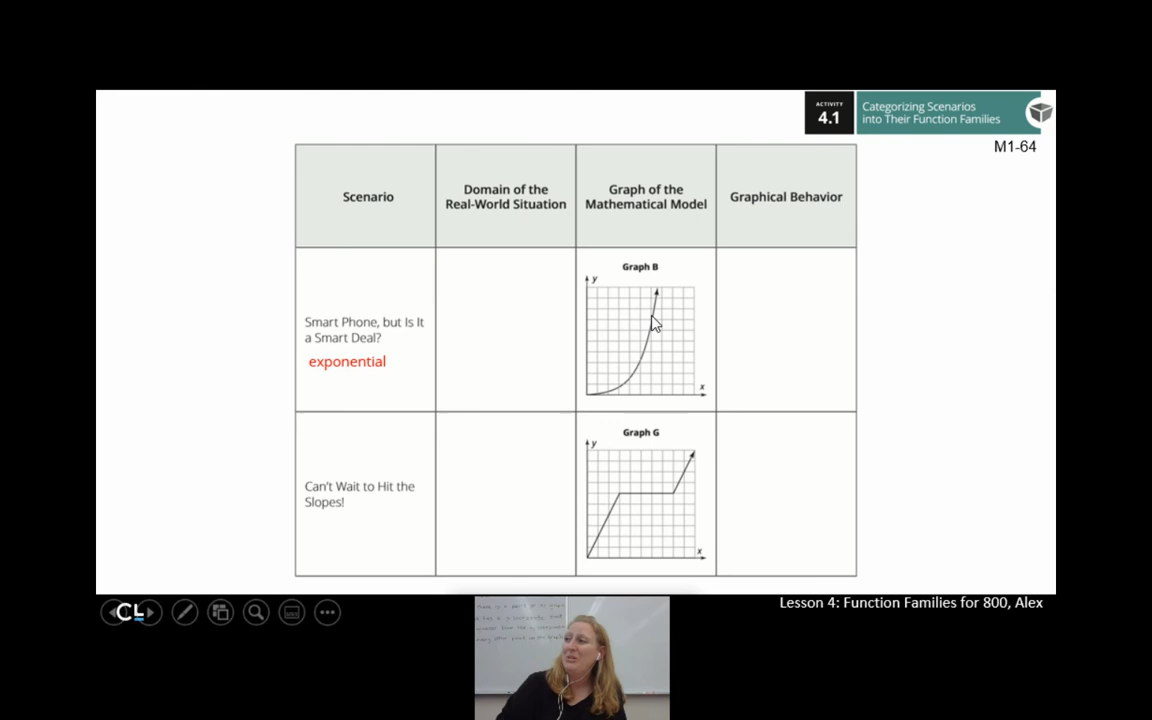 ACTIVITY
4.1
Categorizing Scenarios
into Their Function Families
M1-64
Scenario
Domain of the
Real-World Situation
Graph of the
Mathematical Model
Graphical Behavior
Smart Phone, but Is It
a Smart Deal?
exponential
Graph B
y
x
Can't Wait to Hit the
Slopes!
Graph G
y
x
CL
Lesson 4: Function Families for 800, Alex